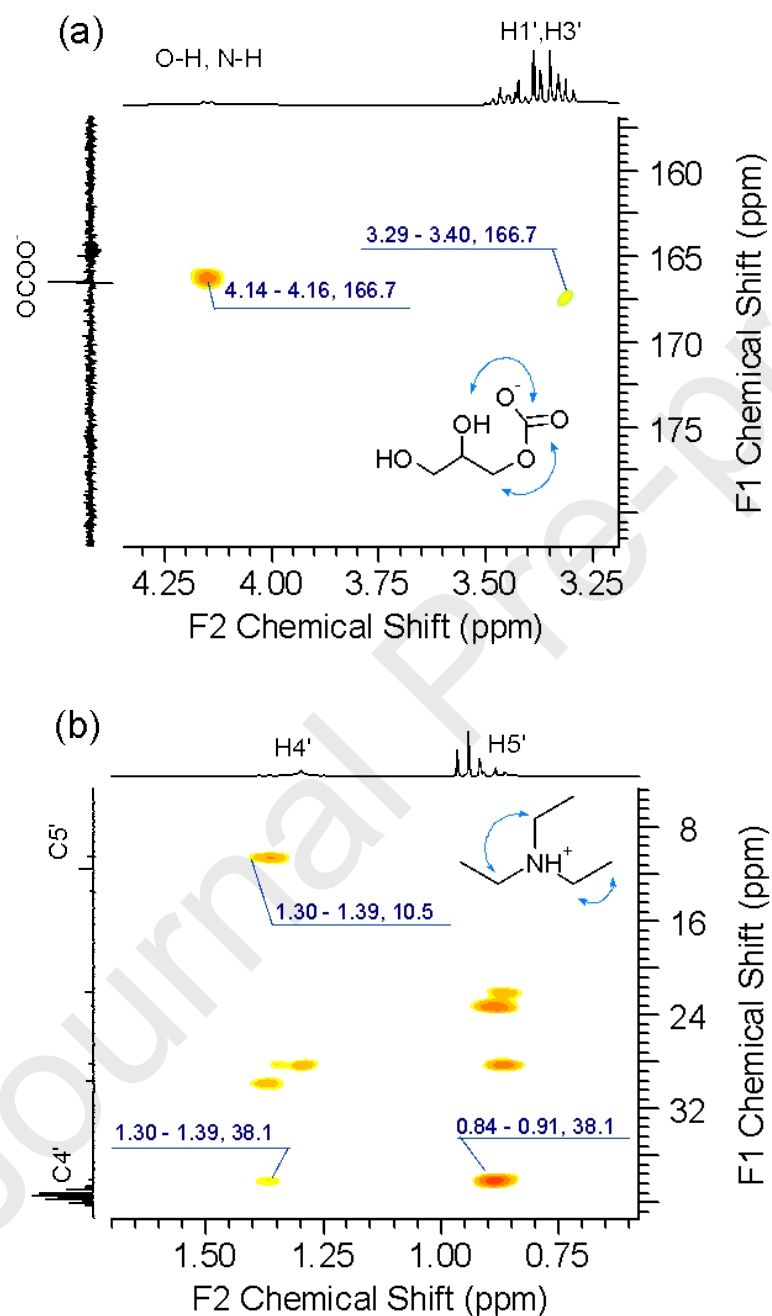 (a)
O-H, N-H
H1',H3'
OCOO⁻
3.29 - 3.40, 166.7
4.14 - 4.16, 166.7
160
165
170
175
F1 Chemical Shift (ppm)
O⁻
OH
O
HO
O
4.25
4.00
3.75
3.50
3.25
F2 Chemical Shift (ppm)
(b)
H4'
H5'
C5'
C4'
NH⁺
1.30 - 1.39, 10.5
1.30 - 1.39, 38.1
0.84 - 0.91, 38.1
8
16
24
32
F1 Chemical Shift (ppm)
1.50
1.25
1.00
0.75
F2 Chemical Shift (ppm)
Journal Pre-p